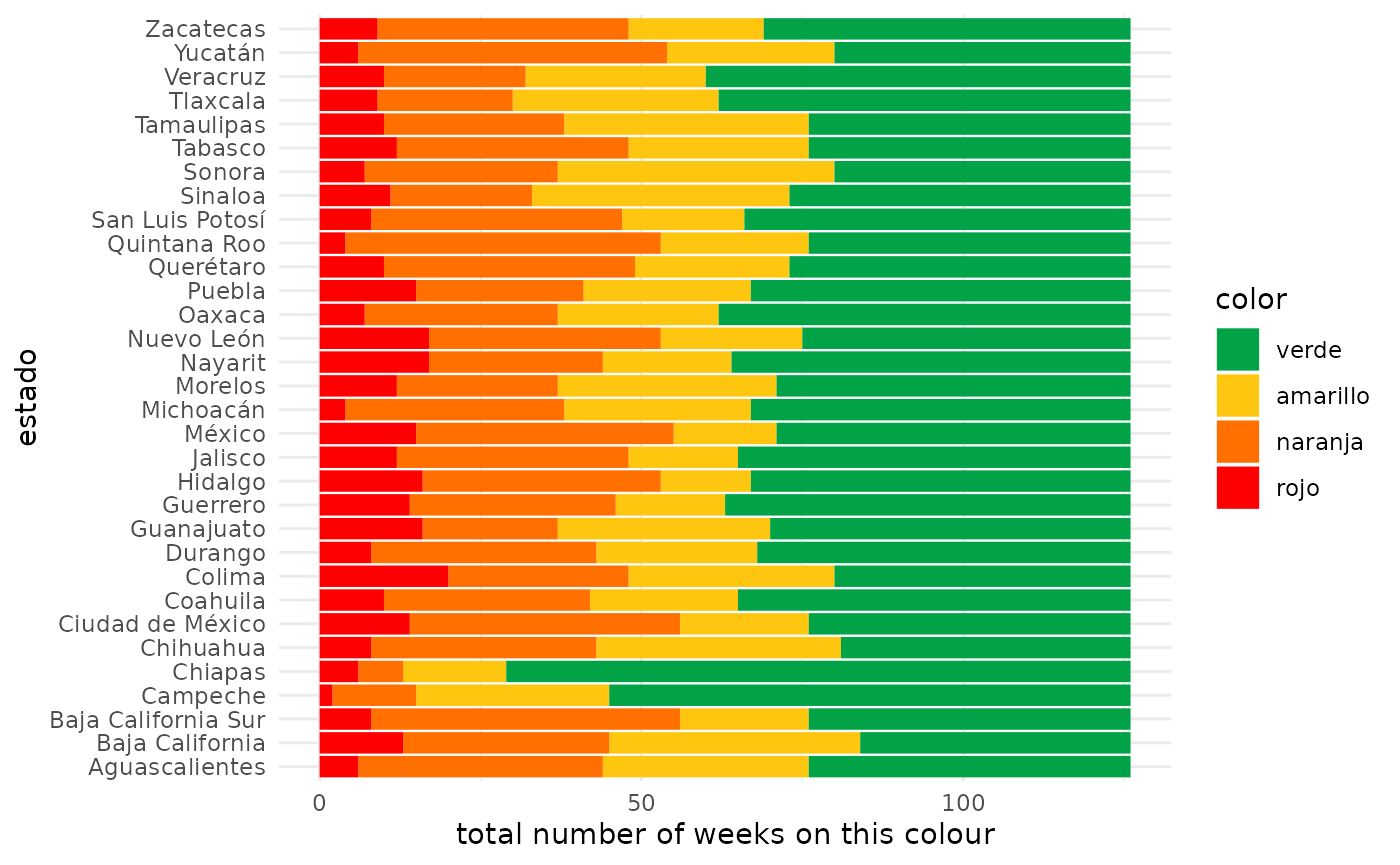 Zacatecas
Yucatán
Veracruz
Tlaxcala
Tamaulipas
Tabasco
Sonora
Sinaloa
San Luis Potosí
Quintana Roo
Querétaro
Puebla
Oaxaca
Nuevo León
Nayarit
Morelos
Michoacán
México
Jalisco
Hidalgo
Guerrero
Guanajuato
Durango
Colima
Coahuila
Ciudad de México
Chihuahua
Chiapas
Campeche
Baja California Sur
Baja California
Aguascalientes
estado
0 50 100
total number of weeks on this colour
color
verde
amarillo
naranja
rojo